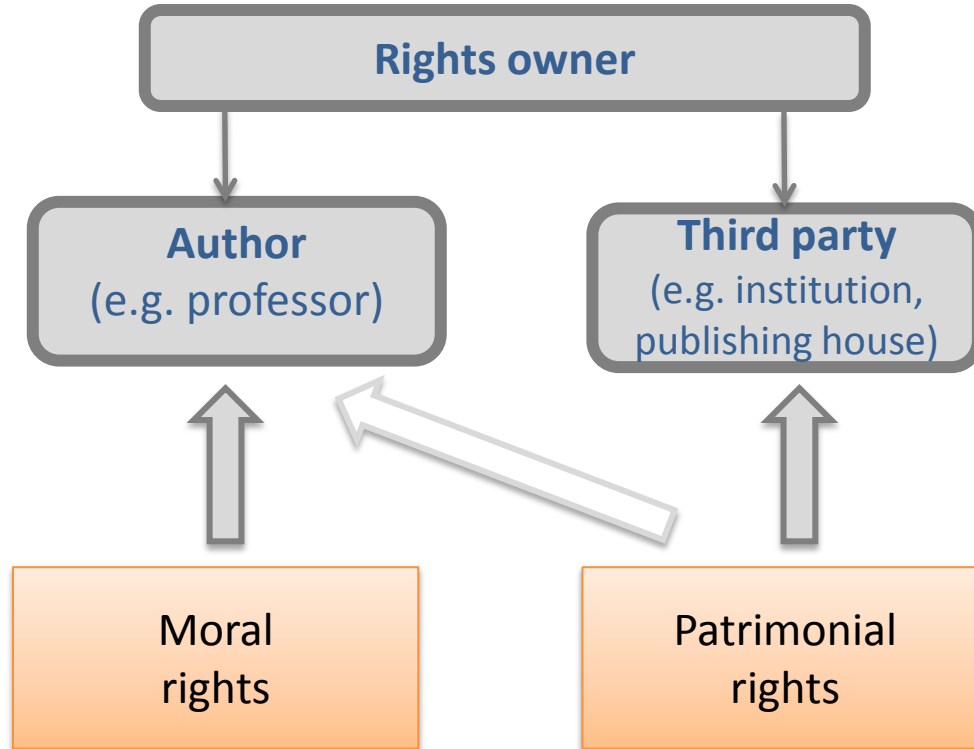 Rights owner
Author
(e.g. professor)
Third party
(e.g. institution,
publishing house)
Moral
rights
Patrimonial
rights